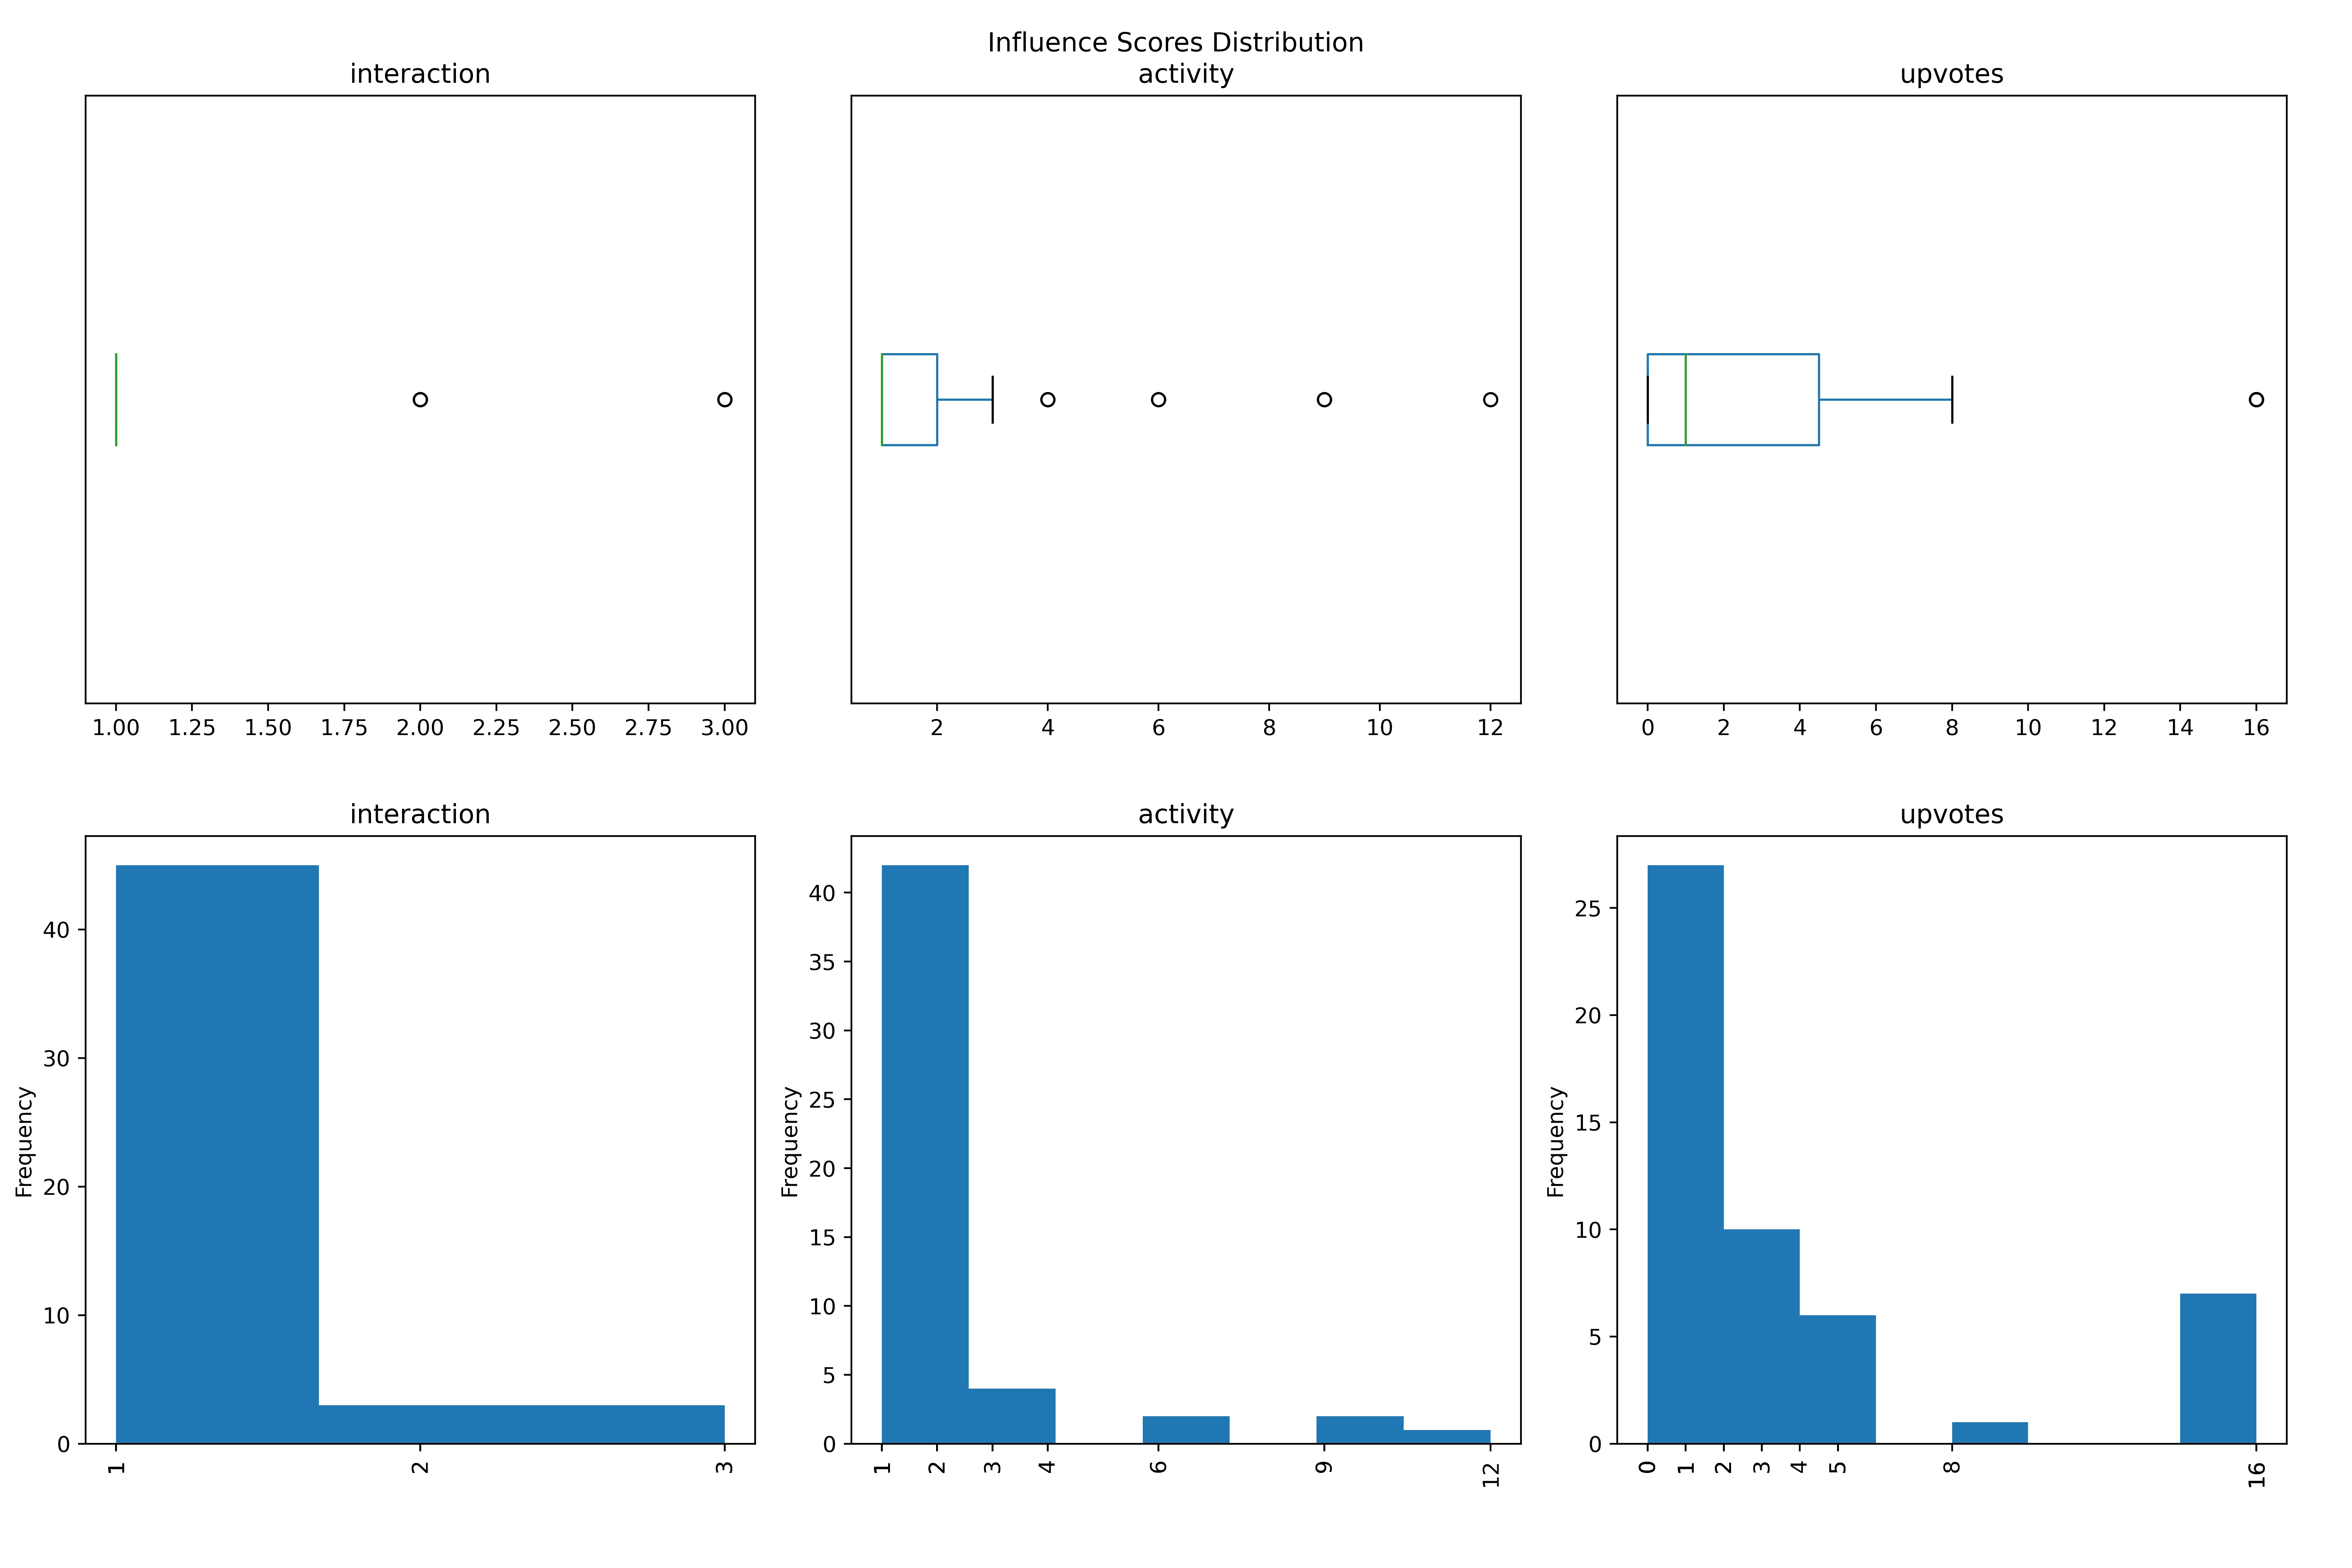 Influence Scores Distribution
interaction
activity
upvotes
1.00 1.25 1.50 1.75 2.00 2.25 2.50 2.75 3.00
2 4 6 8 10 12
0 2 4 6 8 10 12 14 16
interaction
Frequency
0 10 20 30 40
1 2 3
activity
Frequency
0 5 10 15 20 25 30 35 40
1 2 3 4 6 9 12
upvotes
Frequency
0 5 10 15 20 25
0 1 2 3 4 5 8 16